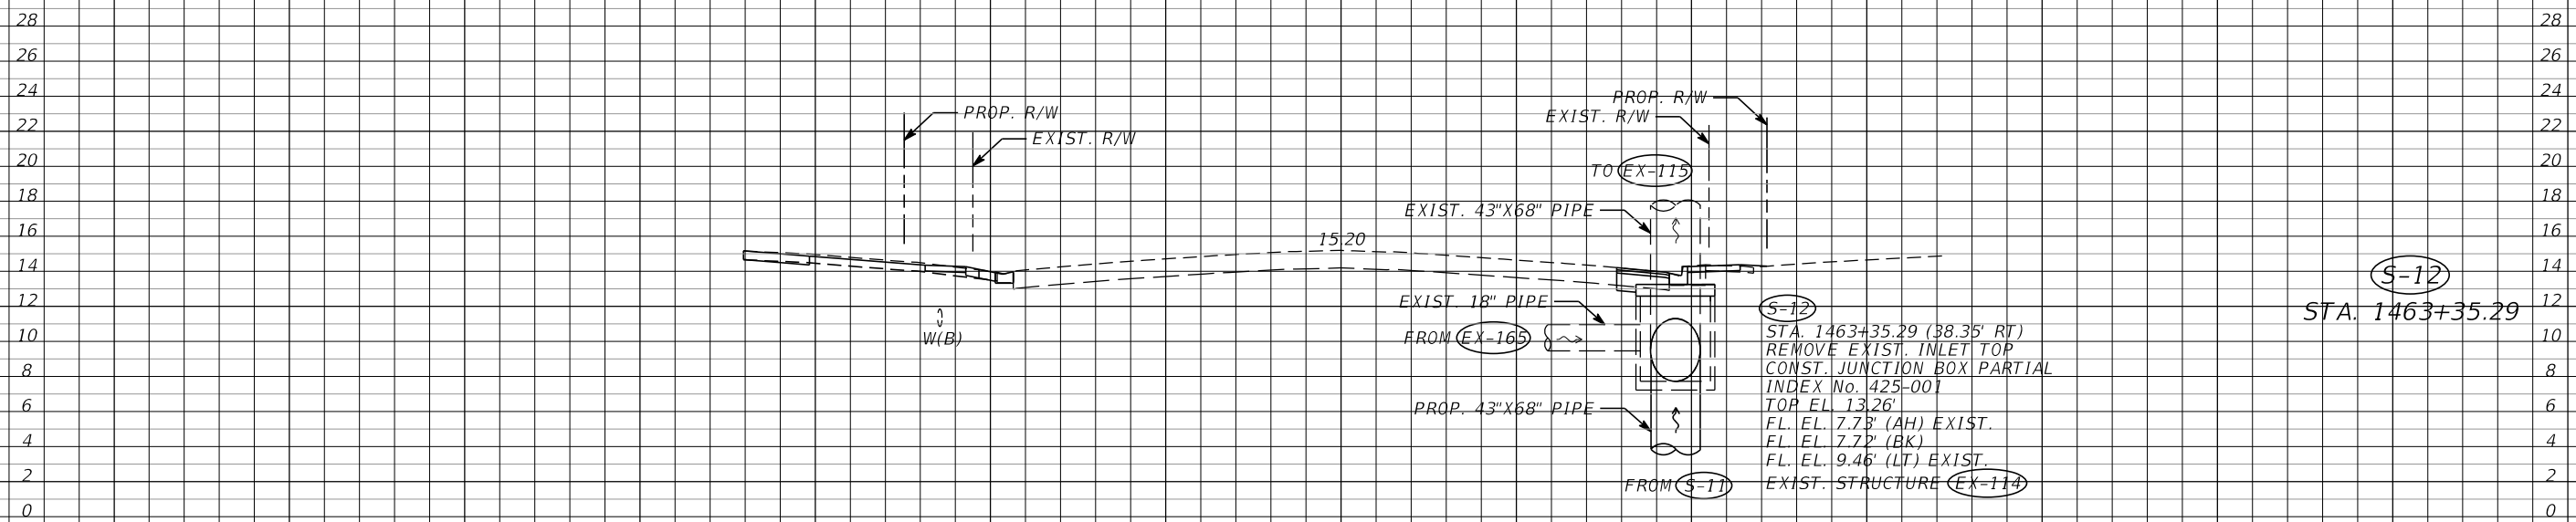 28 28
26 26
24 24
22 22
20 20
18 18
16 16
14 14
12 12
10 10
8 8
6 6
4 4
2 2
0 0
PROP. R/W
EXIST. R/W
PROP. R/W
EXIST. R/W
TO EX-115
EXIST. 43"X68" PIPE
15.20
EXIST. 18" PIPE
FROM EX-165
W(B)
PROP. 43"X68" PIPE
FROM S-11
S-12
STA. 1463+35.29 (38.35' RT)
REMOVE EXIST. INLET TOP
CONST. JUNCTION BOX PARTIAL
INDEX No. 425-001
TOP EL. 13.26'
FL. EL. 7.73' (AH) EXIST.
FL. EL. 7.72' (BK)
FL. EL. 9.46' (LT) EXIST.
EXIST. STRUCTURE EX-114
S-12
STA. 1463+35.29